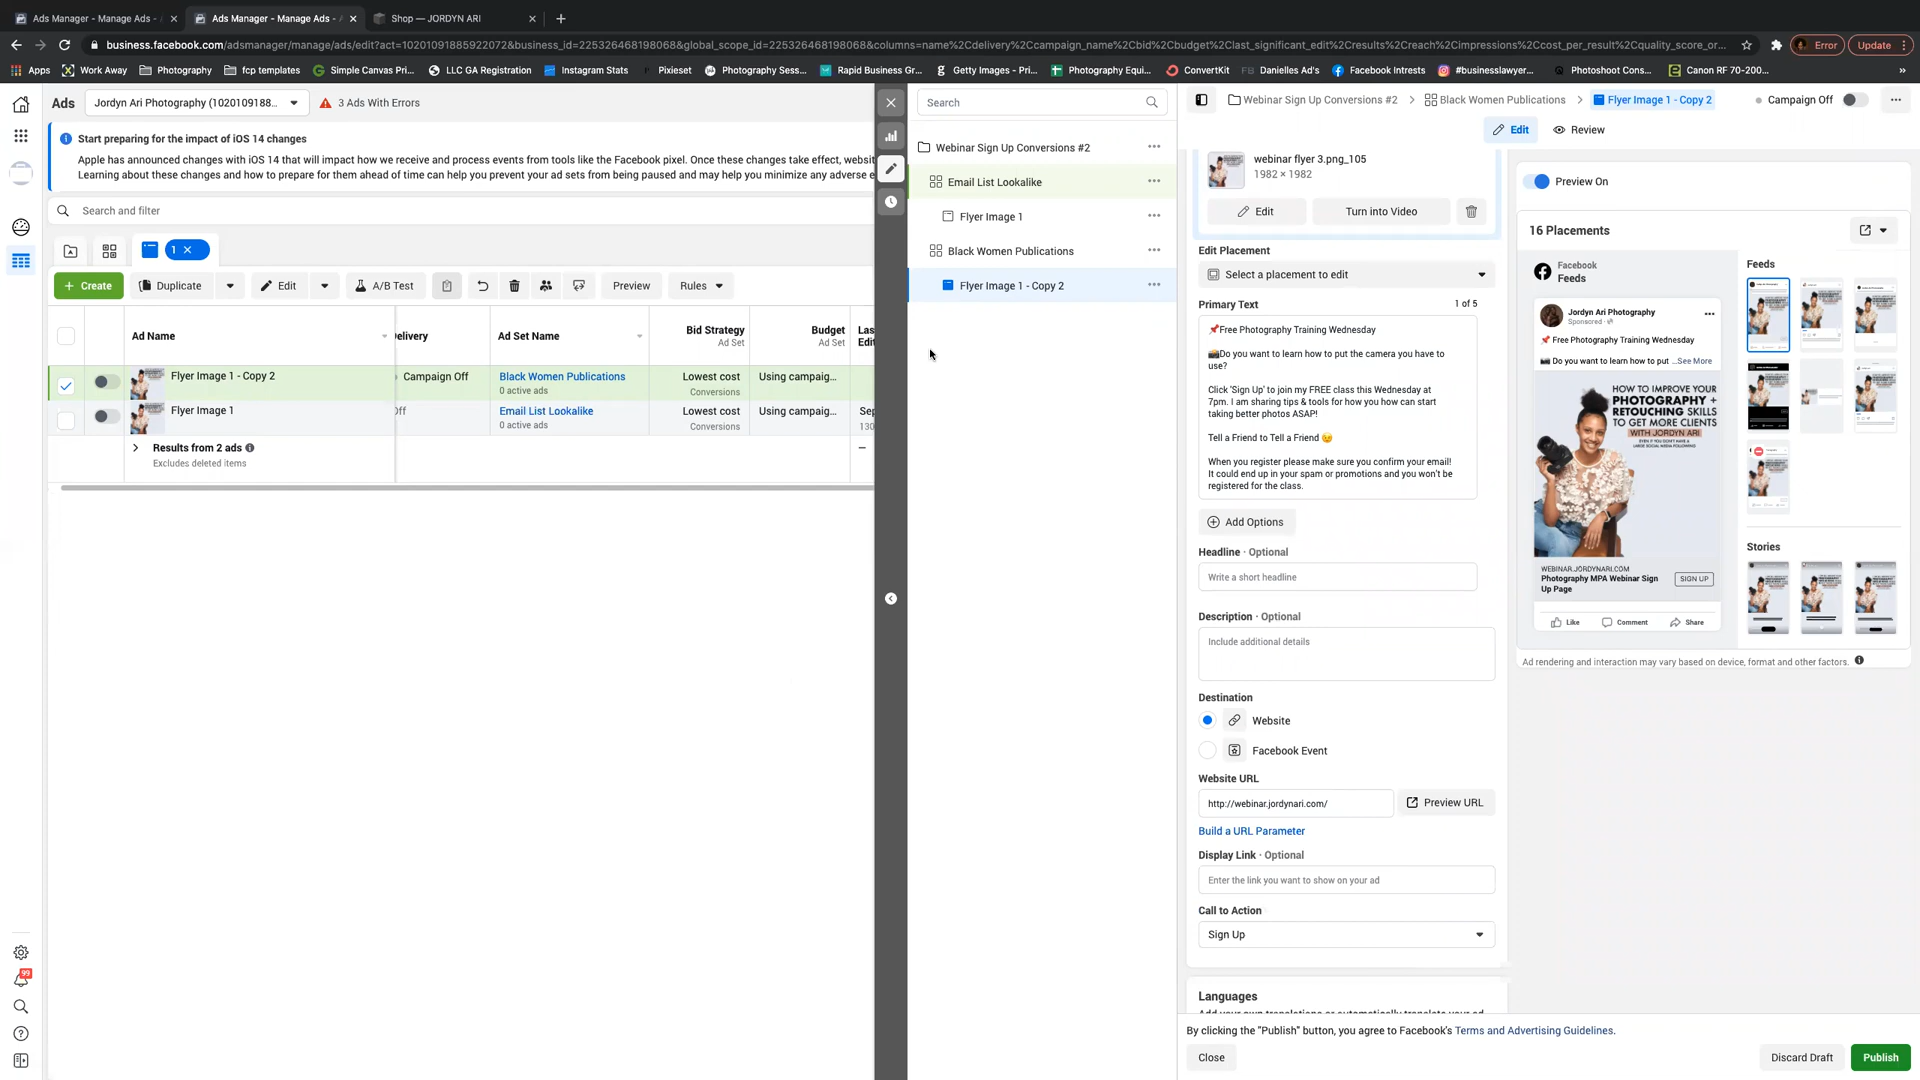 Ads Manager - Manage Ads -
Ads Manager - Manage Ads - A
Shop — JORDYN ARI
business.facebook.com/adsmanager/manage/ads/edit?act=10201091885922072&business_id=225326468198068&global_scope_id=225326468198068&columns=name%2Cdelivery%2Ccampaign_name%2Cbid%2Cbudget%2Clast_significant_edit%2Cresults%2Creach%2Cimpressions%2Ccost_per_result%2Cquality_score_or...
Error
Update
Apps
Work Away
Photography
fcp templates
Simple Canvas Pri...
LLC GA Registration
Instagram Stats
Pixieset
Photography Sess...
Rapid Business Gr...
Getty Images - Pri...
Photography Equi...
ConvertKit
FB Danielles Ad's
Facebook Intrests
#businesslawyer...
Photoshoot Cons...
Canon RF 70-200...
Ads
Jordyn Ari Photography (1020109188...
3 Ads With Errors
Start preparing for the impact of iOS 14 changes
Apple has announced changes with iOS 14 that will impact how we receive and process events from tools like the Facebook pixel. Once these changes take effect, websit
Learning about these changes and how to prepare for them ahead of time can help you prevent your ad sets from being paused and may help you minimize any adverse e
Search and filter
1
Create
Duplicate
Edit
A/B Test
Preview
Rules
Ad Name
Delivery
Ad Set Name
Bid Strategy
Ad Set
Budget
Ad Set
Las
Edi
Flyer Image 1 - Copy 2
Campaign Off
Black Women Publications
0 active ads
Lowest cost
Conversions
Using campaig...
Flyer Image 1
Off
Email List Lookalike
0 active ads
Lowest cost
Conversions
Using campaig...
Sep
130
Results from 2 ads
Excludes deleted items
—
99
Search
Webinar Sign Up Conversions #2
Email List Lookalike
Flyer Image 1
Black Women Publications
Flyer Image 1 - Copy 2
Webinar Sign Up Conversions #2
Black Women Publications
Flyer Image 1 - Copy 2
Campaign Off
Edit
Review
webinar flyer 3.png_105
1982 × 1982
Edit
Turn into Video
Edit Placement
Select a placement to edit
Primary Text
1 of 5
📌Free Photography Training Wednesday
📸Do you want to learn how to put the camera you have to
use?
Click 'Sign Up' to join my FREE class this Wednesday at
7pm. I am sharing tips & tools for how you how can start
taking better photos ASAP!
Tell a Friend to Tell a Friend 😉
When you register please make sure you confirm your email!
It could end up in your spam or promotions and you won't be
registered for the class.
Add Options
Headline · Optional
Write a short headline
Description · Optional
Include additional details
Destination
Website
Facebook Event
Website URL
http://webinar.jordynari.com/
Preview URL
Build a URL Parameter
Display Link · Optional
Enter the link you want to show on your ad
Call to Action
Sign Up
Languages
Preview On
16 Placements
Facebook
Feeds
Jordyn Ari Photography
Sponsored ·
📌 Free Photography Training Wednesday
📸 Do you want to learn how to put ...See More
HOW TO IMPROVE YOUR
PHOTOGRAPHY +
RETOUCHING SKILLS
TO GET MORE CLIENTS
WITH JORDYN ARI
EVEN IF YOU DON'T HAVE A
LARGE SOCIAL MEDIA FOLLOWING
WEBINAR.JORDYNARI.COM
Photography MPA Webinar Sign
Up Page
SIGN UP
Like
Comment
Share
Feeds
Stories
Ad rendering and interaction may vary based on device, format and other factors.
By clicking the "Publish" button, you agree to Facebook's Terms and Advertising Guidelines.
Close
Discard Draft
Publish